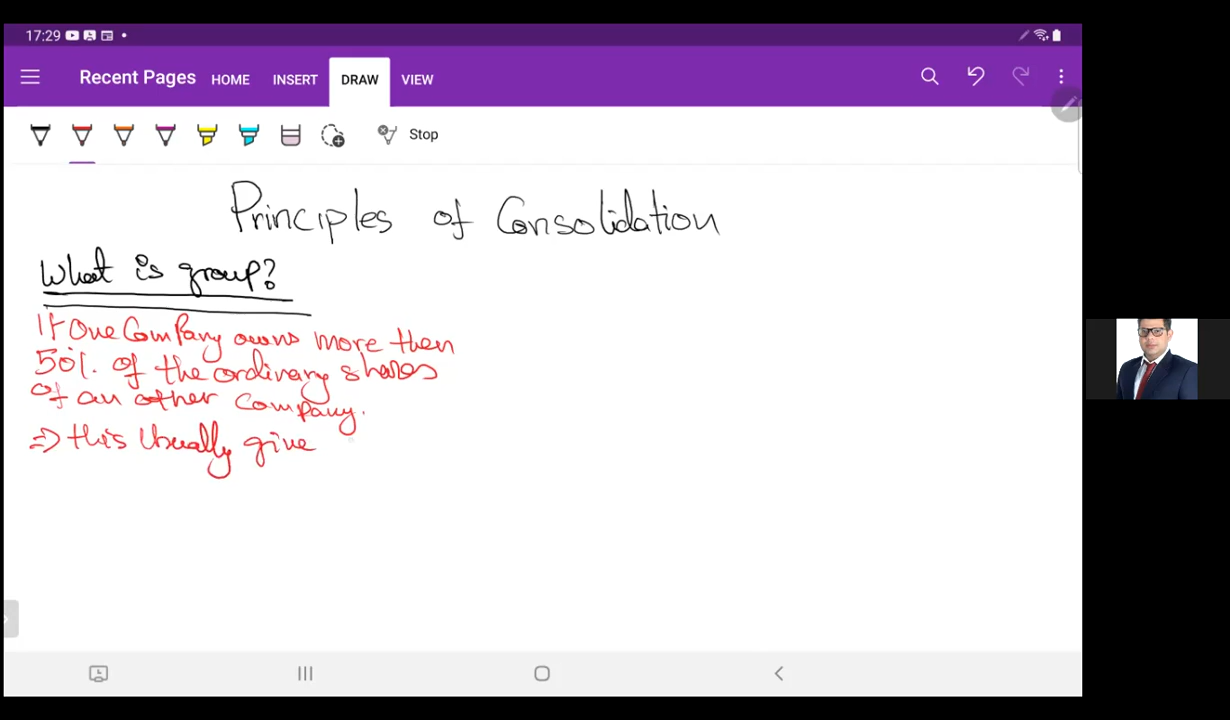 17:29
Recent Pages HOME INSERT DRAW VIEW
Stop
Principles of Consolidation
What is group?
If One Company owns more then
50% of the ordinary shares
of an other Company.
⇒ this Usually give